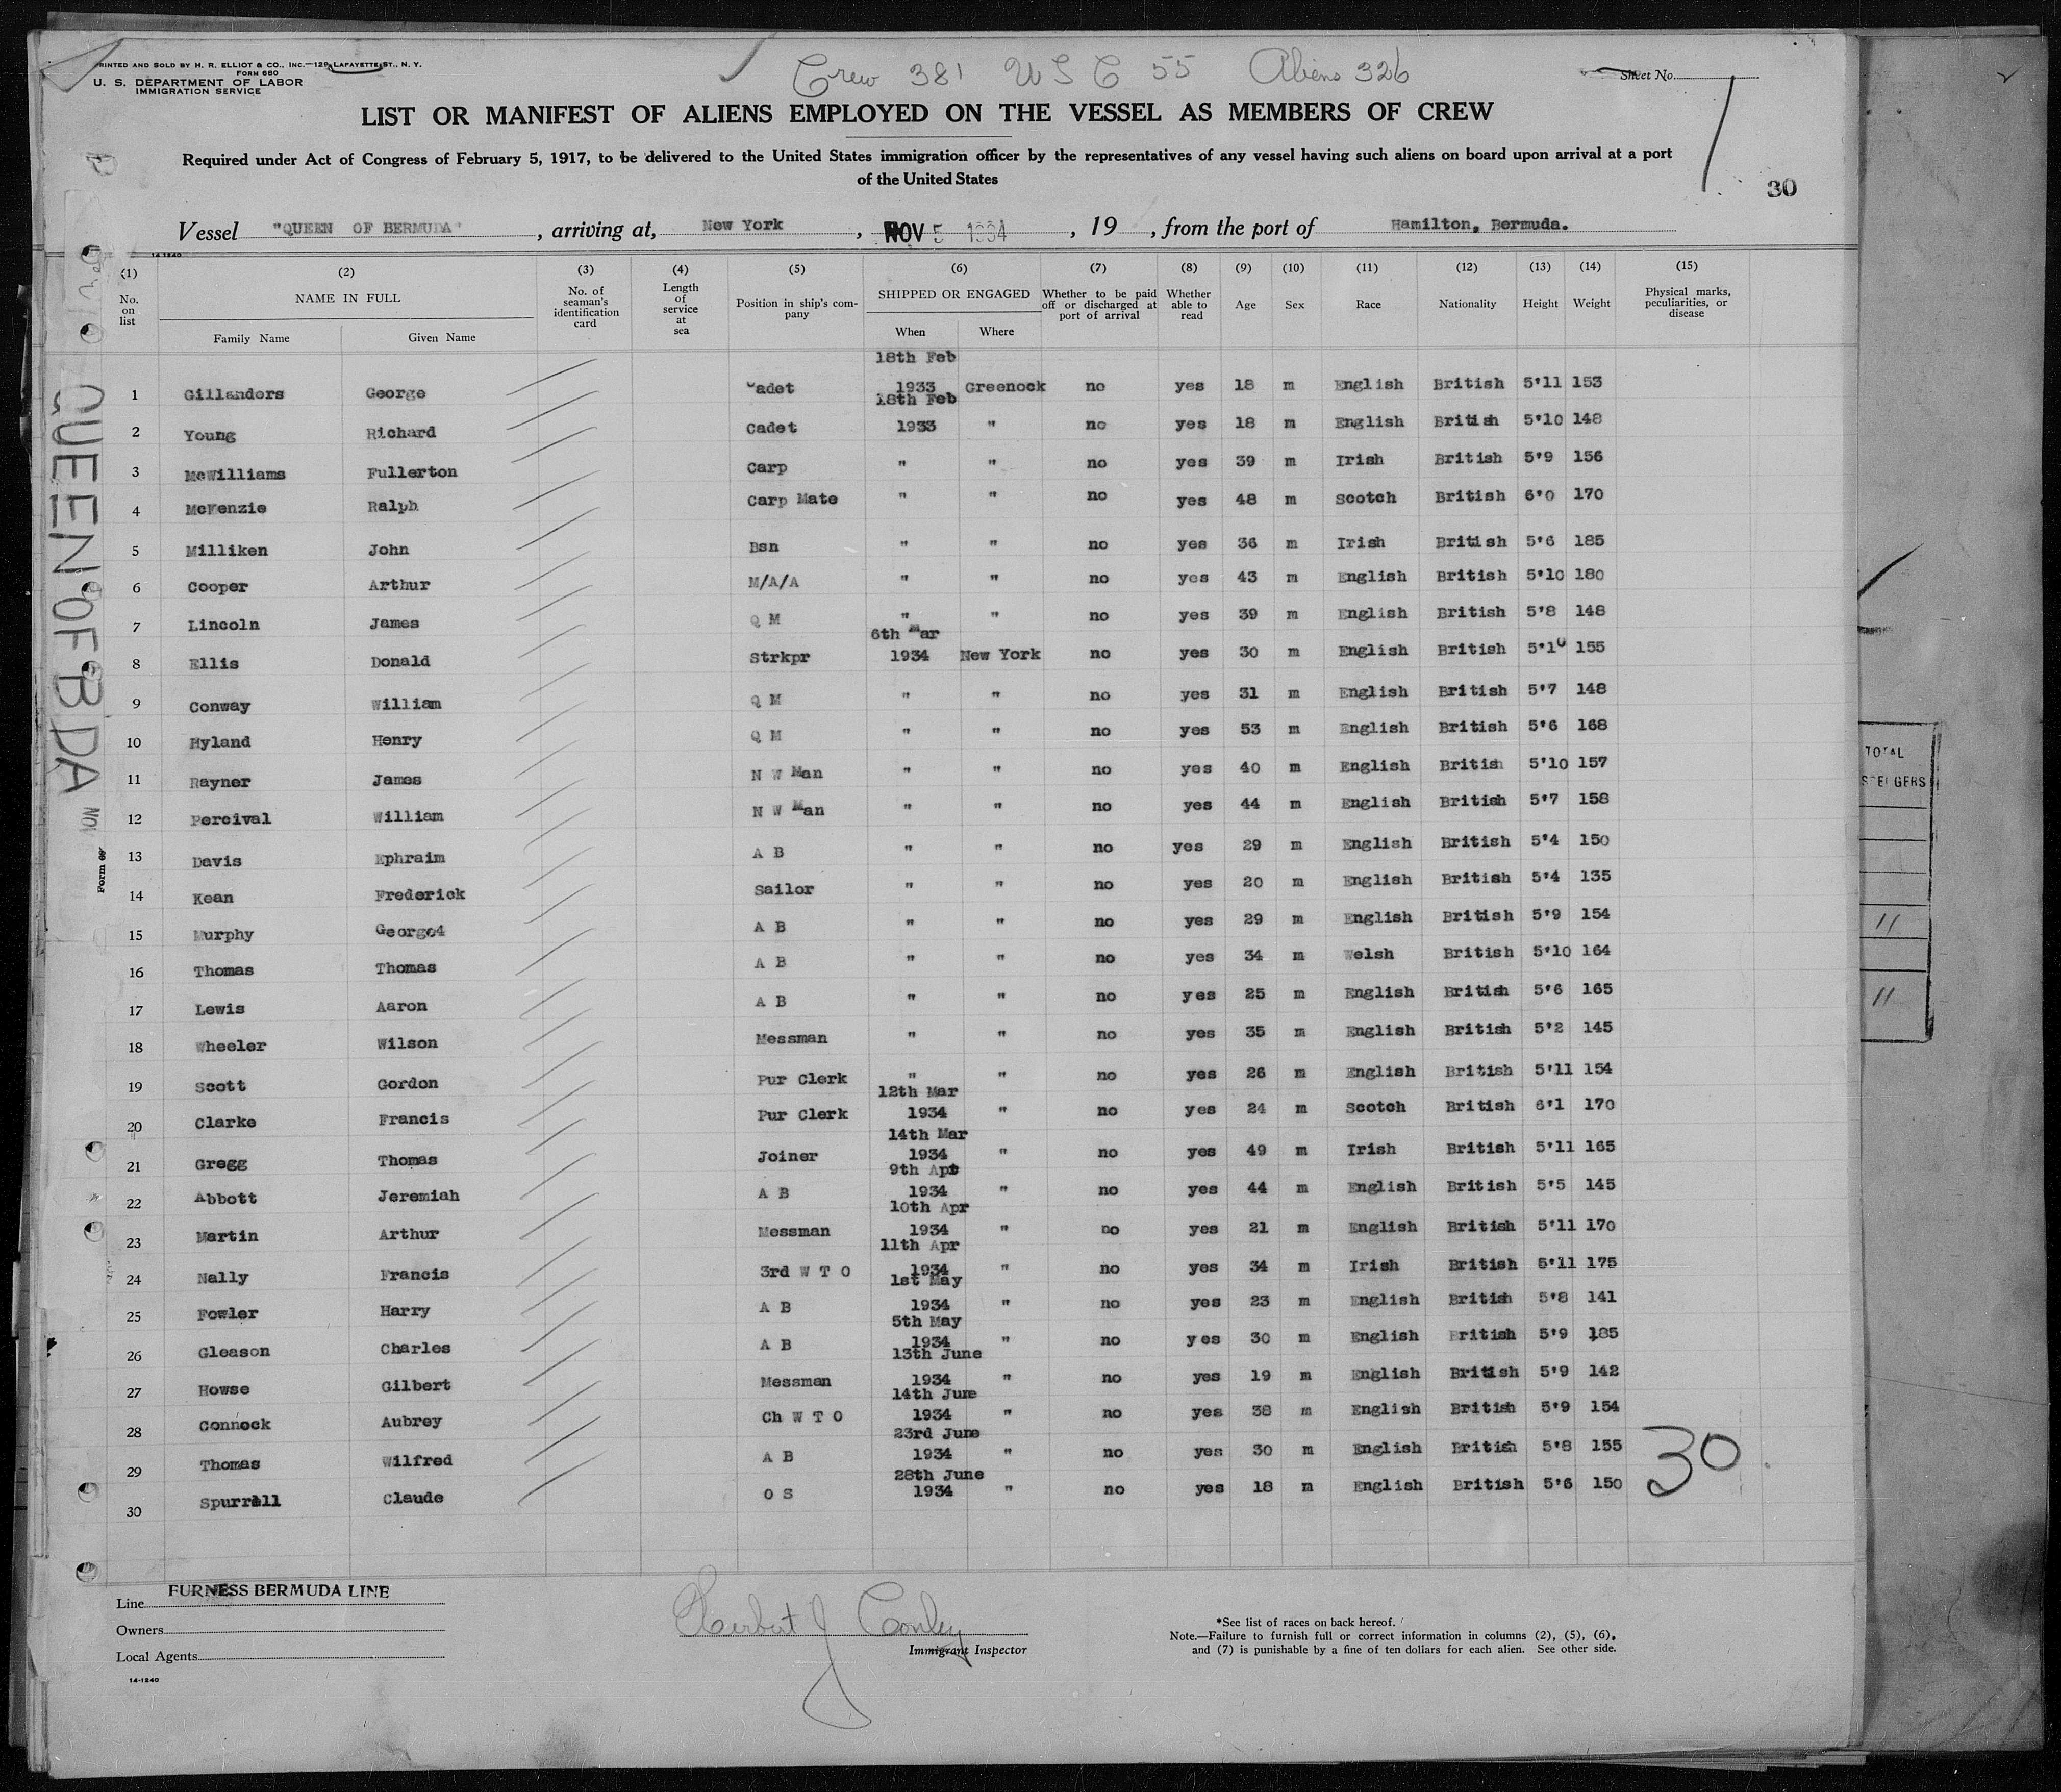 PRINTED AND SOLD BY H. R. ELLIOT & CO., INC.—129 LAFAYETTE ST., N. Y.
FORM 680
U. S. DEPARTMENT OF LABOR
IMMIGRATION SERVICE
Crew 381 U S C 55 Aliens 326
Sheet No. 1
LIST OR MANIFEST OF ALIENS EMPLOYED ON THE VESSEL AS MEMBERS OF CREW
Required under Act of Congress of February 5, 1917, to be delivered to the United States immigration officer by the representatives of any vessel having such aliens on board upon arrival at a port
of the United States
30
Vessel "QUEEN OF BERMUDA", arriving at, New York, NOV 5 1934, 19 , from the port of Hamilton, Bermuda.
14-1240
(1) (2) (3) (4) (5) (6) (7) (8) (9) (10) (11) (12) (13) (14) (15)
No. on list NAME IN FULL Family Name Given Name No. of seaman's identification card Length of service at sea Position in ship's company SHIPPED OR ENGAGED When Where Whether to be paid off or discharged at port of arrival Whether able to read Age Sex Race Nationality Height Weight Physical marks, peculiarities, or disease
18th Feb
1 Gillanders George Cadet 1933 Greenock no yes 18 m English British 5'11 153
18th Feb
2 Young Richard Cadet 1933 " no yes 18 m English British 5'10 148
3 McWilliams Fullerton Carp " " no yes 39 m Irish British 5'9 156
4 McKenzie Ralph Carp Mate " " no yes 48 m Scotch British 6'0 170
5 Milliken John Bsn " " no yes 36 m Irish British 5'6 185
6 Cooper Arthur M/A/A " " no yes 43 m English British 5'10 180
7 Lincoln James Q M " " no yes 39 m English British 5'8 148
6th Mar
8 Ellis Donald Strkpr 1934 New York no yes 30 m English British 5'10 155
9 Conway William Q M " " no yes 31 m English British 5'7 148
10 Hyland Henry Q M " " no yes 53 m English British 5'6 168
11 Rayner James N W Man " " no yes 40 m English British 5'10 157
12 Percival William N W Man " " no yes 44 m English British 5'7 158
13 Davis Ephraim A B " " no yes 29 m English British 5'4 150
14 Kean Frederick Sailor " " no yes 20 m English British 5'4 135
15 Murphy George4 A B " " no yes 29 m English British 5'9 154
16 Thomas Thomas A B " " no yes 34 m Welsh British 5'10 164
17 Lewis Aaron A B " " no yes 25 m English British 5'6 165
18 Wheeler Wilson Messman " " no yes 35 m English British 5'2 145
19 Scott Gordon Pur Clerk " " no yes 26 m English British 5'11 154
12th Mar
20 Clarke Francis Pur Clerk 1934 " no yes 24 m Scotch British 6'1 170
14th Mar
21 Gregg Thomas Joiner 1934 " no yes 49 m Irish British 5'11 165
9th Apr
22 Abbott Jeremiah A B 1934 " no yes 44 m English British 5'5 145
10th Apr
23 Martin Arthur Messman 1934 " no yes 21 m English British 5'11 170
11th Apr
24 Nally Francis 3rd W T O 1934 " no yes 34 m Irish British 5'11 175
1st May
25 Fowler Harry A B 1934 " no yes 23 m English British 5'8 141
5th May
26 Gleason Charles A B 1934 " no yes 30 m English British 5'9 185
13th June
27 Howse Gilbert Messman 1934 " no yes 19 m English British 5'9 142
14th June
28 Connock Aubrey Ch W T O 1934 " no yes 38 m English British 5'9 154
23rd June
29 Thomas Wilfred A B 1934 " no yes 30 m English British 5'8 155
28th June
30 Spurrell Claude O S 1934 " no yes 18 m English British 5'6 150
30
QUEEN OF BDA NOV
Form 68
TOTAL
11
11
Line FURNESS BERMUDA LINE
Owners
Local Agents
14-1240
Herbert J Conley
Immigrant Inspector
*See list of races on back hereof.
Note.—Failure to furnish full or correct information in columns (2), (5), (6),
and (7) is punishable by a fine of ten dollars for each alien. See other side.